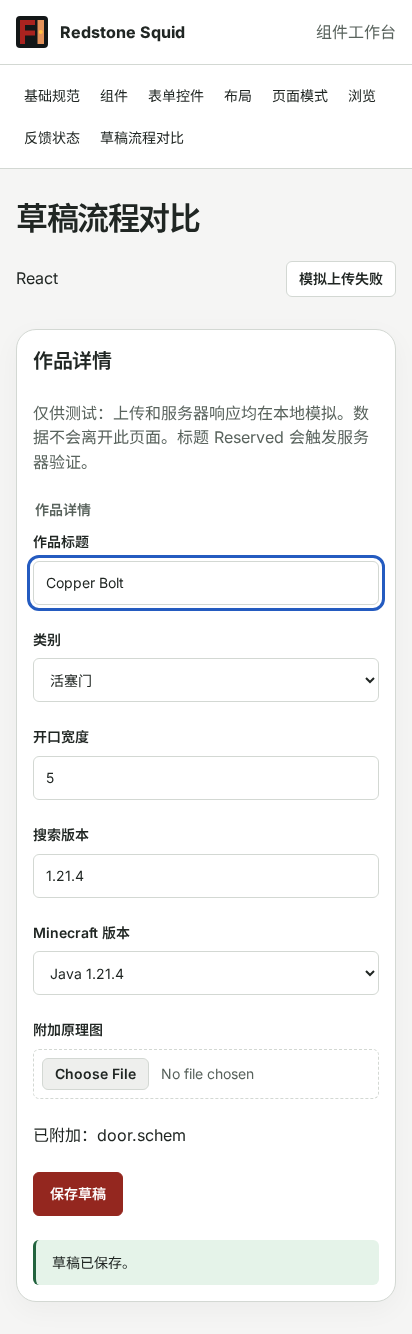 Redstone Squid
组件工作台
基础规范 组件 表单控件 布局 页面模式 浏览
反馈状态 草稿流程对比
草稿流程对比
React
模拟上传失败
作品详情
仅供测试：上传和服务器响应均在本地模拟。数
据不会离开此页面。标题 Reserved 会触发服务
器验证。
作品详情
作品标题
Copper Bolt
类别
活塞门
开口宽度
5
搜索版本
1.21.4
Minecraft 版本
Java 1.21.4
附加原理图
Choose File No file chosen
已附加：door.schem
保存草稿
草稿已保存。